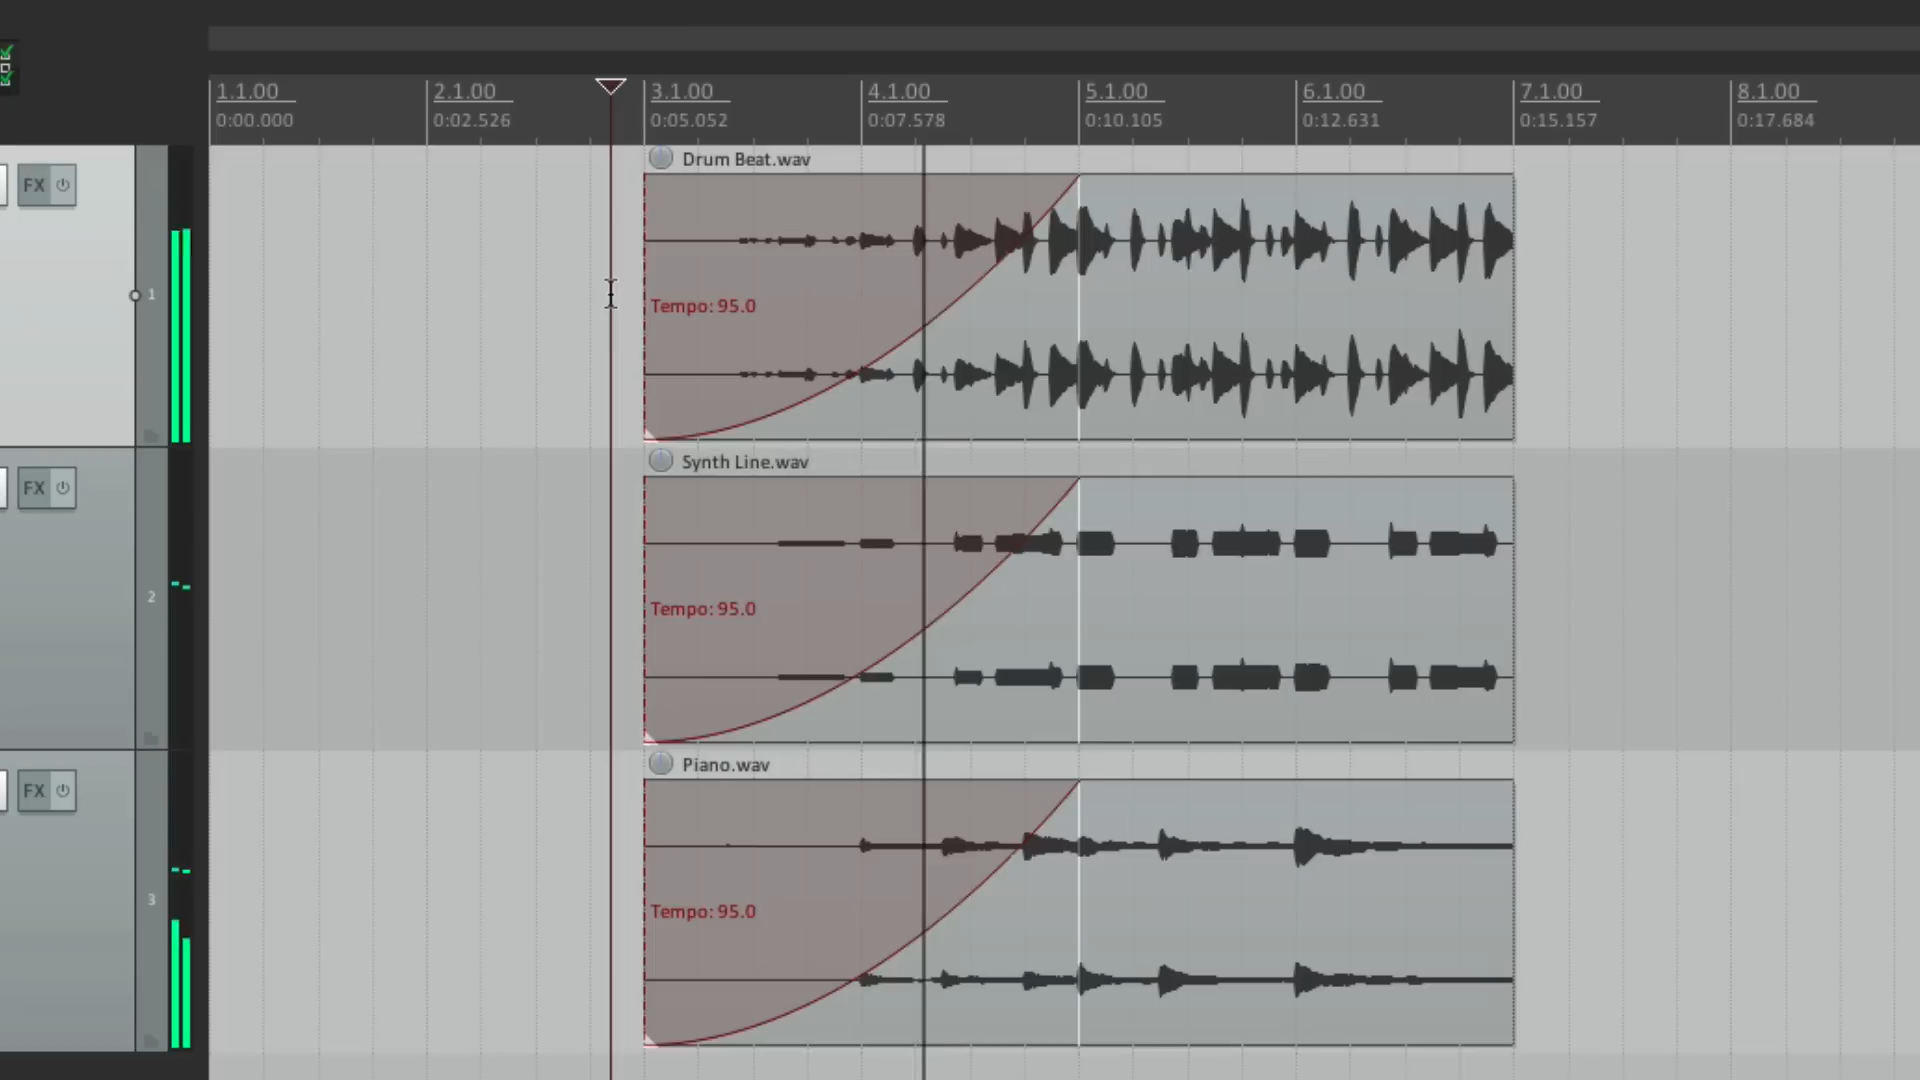 1.1.00 2.1.00 3.1.00 4.1.00 5.1.00 6.1.00 7.1.00 8.1.00
0:00.000 0:02.526 0:05.052 0:07.578 0:10.105 0:12.631 0:15.157 0:17.684
Drum Beat.wav
FX
1
Tempo: 95.0
Synth Line.wav
FX
2
Tempo: 95.0
Piano.wav
FX
3
Tempo: 95.0